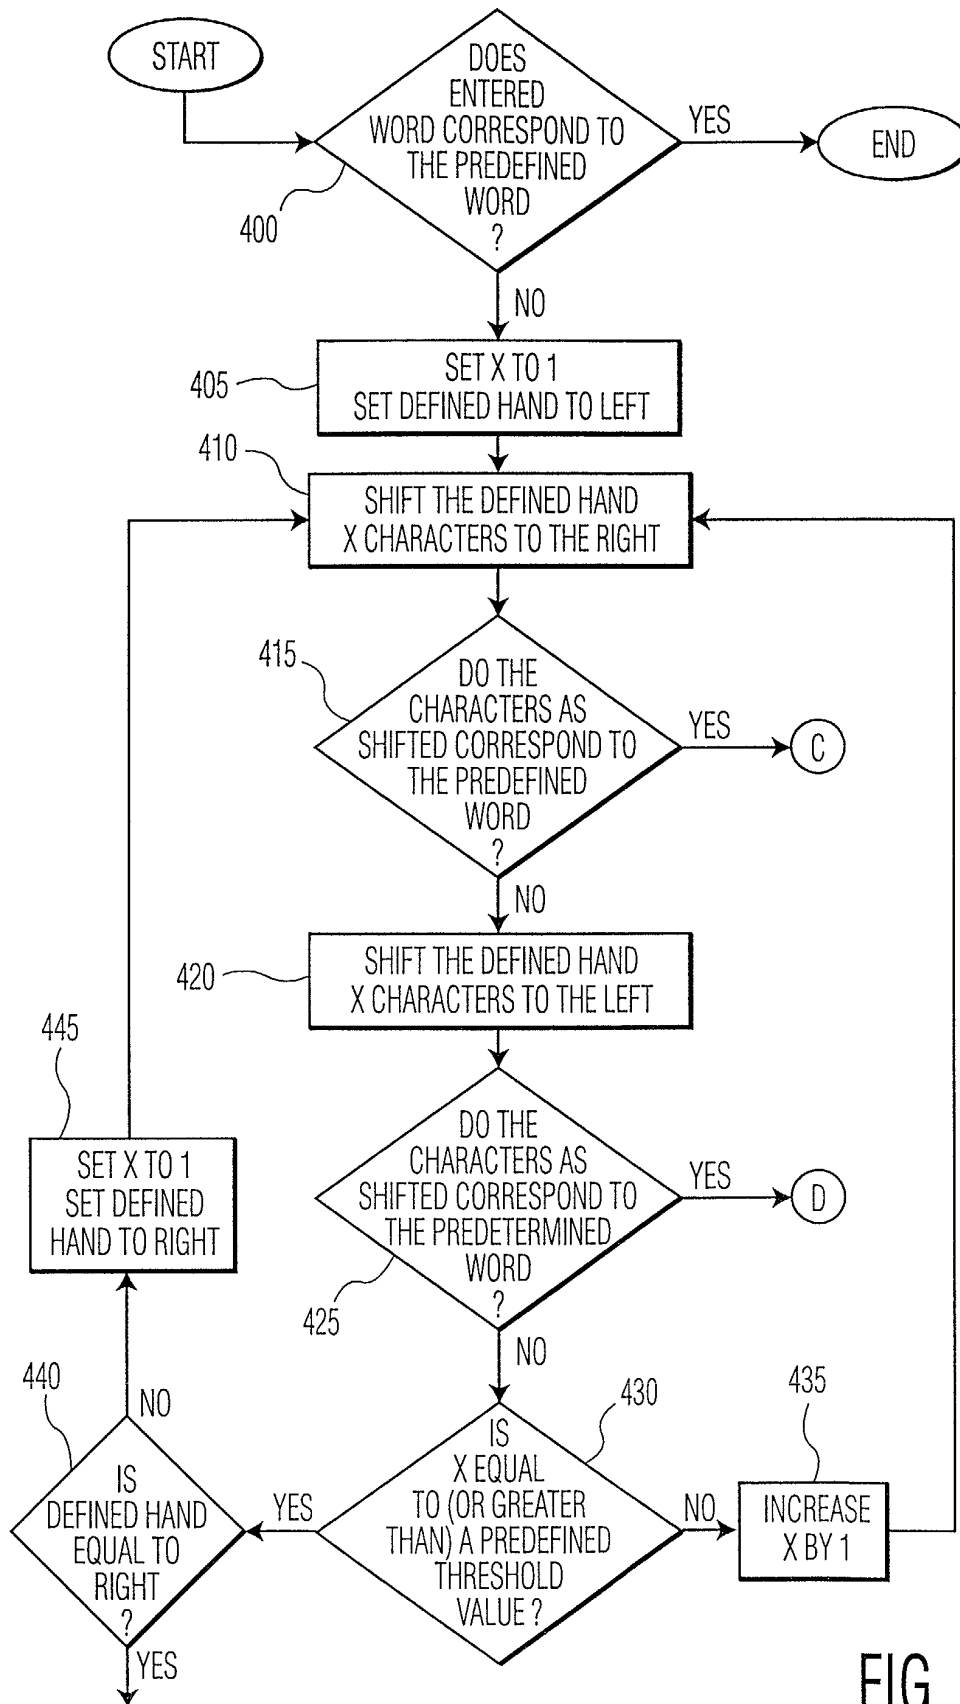 START
DOES
ENTERED
WORD CORRESPOND TO
THE PREDEFINED
WORD
?
YES
END
400
NO
405
SET X TO 1
SET DEFINED HAND TO LEFT
410
SHIFT THE DEFINED HAND
X CHARACTERS TO THE RIGHT
415
DO THE
CHARACTERS AS
SHIFTED CORRESPOND TO
THE PREDEFINED
WORD
?
YES
C
NO
420
SHIFT THE DEFINED HAND
X CHARACTERS TO THE LEFT
445
SET X TO 1
SET DEFINED
HAND TO RIGHT
DO THE
CHARACTERS AS
SHIFTED CORRESPOND TO
THE PREDETERMINED
WORD
?
YES
D
425
NO
440
NO
IS
DEFINED HAND
EQUAL TO
RIGHT
?
YES
YES
430
IS
X EQUAL
TO (OR GREATER
THAN) A PREDEFINED
THRESHOLD
VALUE ?
NO
435
INCREASE
X BY 1
FIG